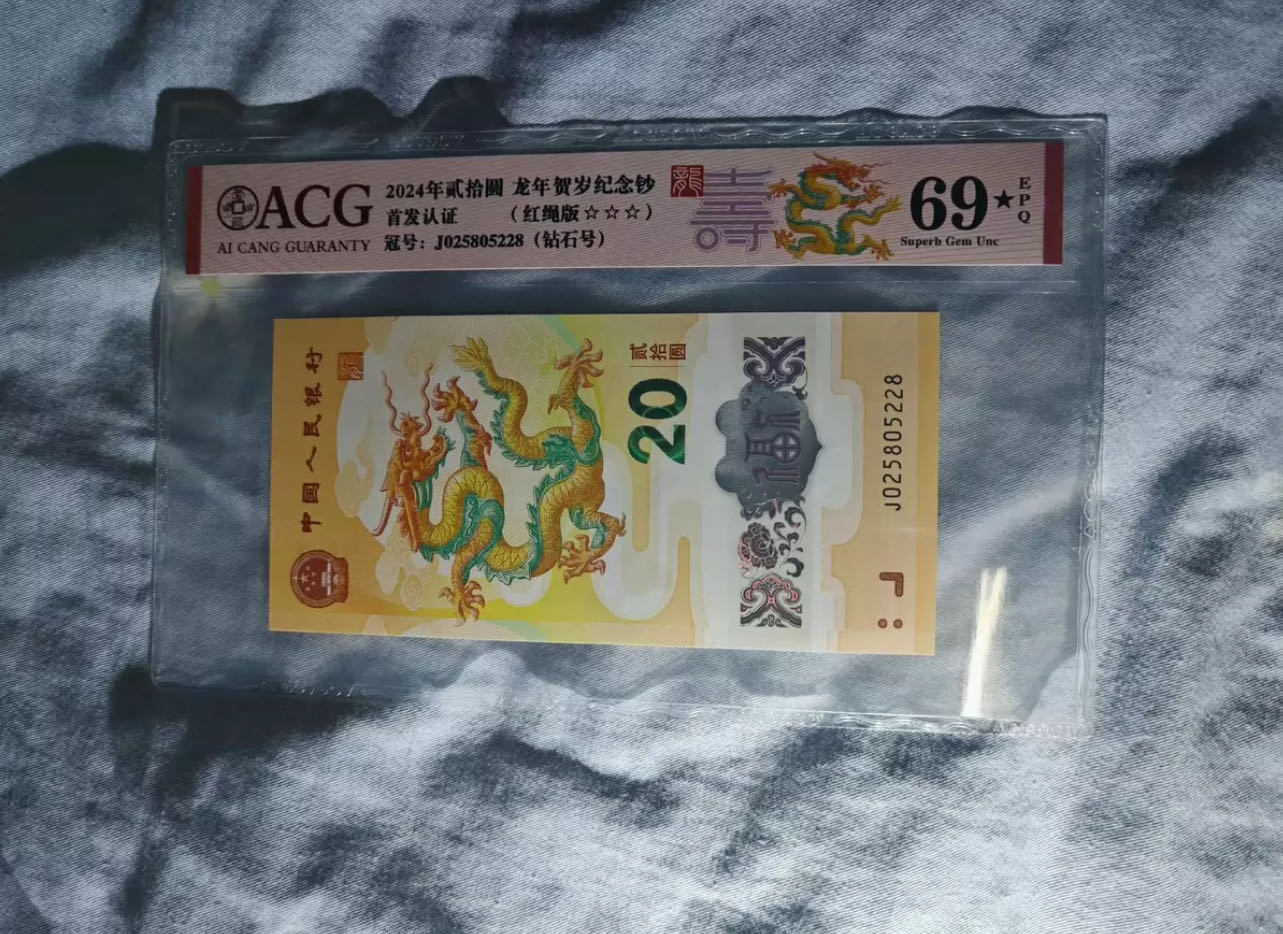 ACG
AI CANG GUARANTY
2024年贰拾圆 龙年贺岁纪念钞
首发认证 (红绳版☆☆☆)
冠号: J025805228 (钻石号)
龍
69★
EPQ
Superb Gem Unc
中国人民银行
贰拾圆
20
福
J025805228